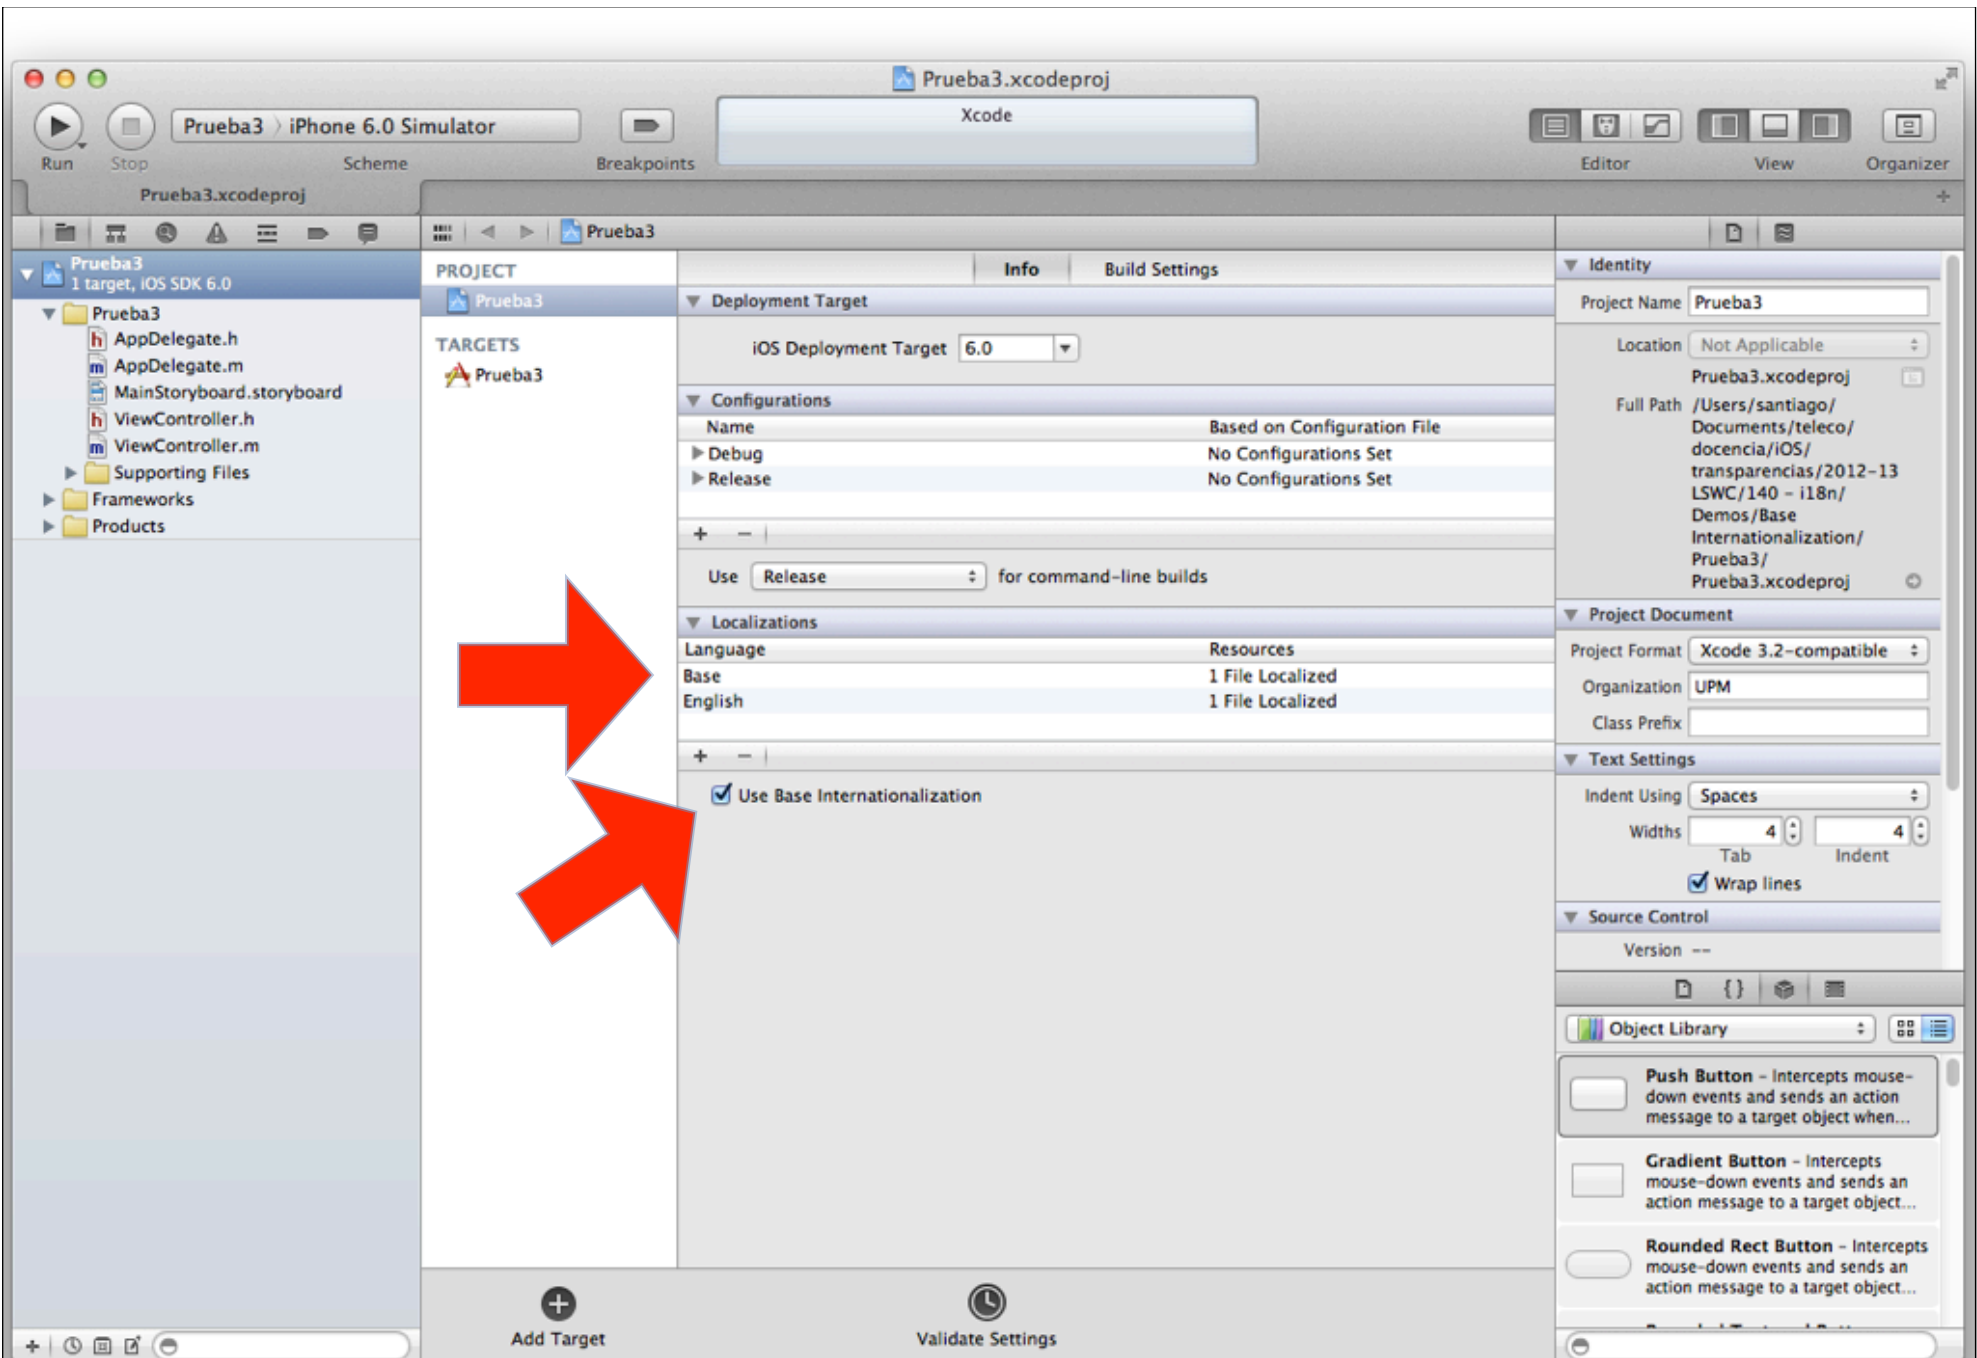 Prueba3.xcodeproj
Prueba3 › iPhone 6.0 Simulator
Xcode
Run
Stop
Scheme
Breakpoints
Editor
View
Organizer
Prueba3.xcodeproj
Prueba3
1 target, iOS SDK 6.0
Prueba3
AppDelegate.h
AppDelegate.m
MainStoryboard.storyboard
ViewController.h
ViewController.m
Supporting Files
Frameworks
Products
Prueba3
PROJECT
Prueba3
TARGETS
Prueba3
Info
Build Settings
Deployment Target
iOS Deployment Target 6.0
Configurations
Name Based on Configuration File
Debug No Configurations Set
Release No Configurations Set
+ −
Use Release for command-line builds
Localizations
Language Resources
Base 1 File Localized
English 1 File Localized
+ −
Use Base Internationalization
Add Target
Validate Settings
Identity
Project Name Prueba3
Location Not Applicable
Prueba3.xcodeproj
Full Path /Users/santiago/
Documents/teleco/
docencia/iOS/
transparencias/2012-13
LSWC/140 - i18n/
Demos/Base
Internationalization/
Prueba3/
Prueba3.xcodeproj
Project Document
Project Format Xcode 3.2-compatible
Organization UPM
Class Prefix
Text Settings
Indent Using Spaces
Widths 4 4
Tab Indent
Wrap lines
Source Control
Version --
{}
Object Library
Push Button - Intercepts mouse-
down events and sends an action
message to a target object when...
Gradient Button - Intercepts
mouse-down events and sends an
action message to a target object...
Rounded Rect Button - Intercepts
mouse-down events and sends an
action message to a target object...